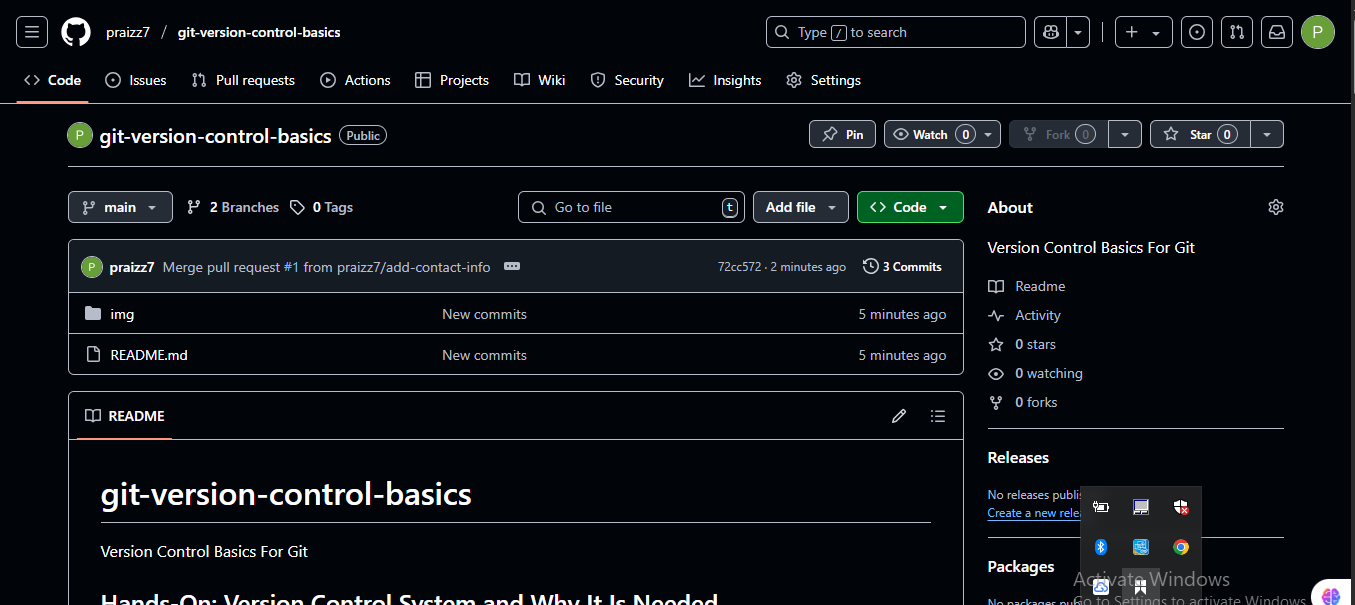 praizz7 / git-version-control-basics
Type / to search
P
Code Issues Pull requests Actions Projects Wiki Security Insights Settings
P git-version-control-basics Public
Pin Watch 0 Fork 0 Star 0
main 2 Branches 0 Tags
Go to file t Add file Code
P praizz7 Merge pull request #1 from praizz7/add-contact-info
72cc572 · 2 minutes ago 3 Commits
img New commits 5 minutes ago
README.md New commits 5 minutes ago
README
git-version-control-basics
Version Control Basics For Git
Hands-On: Version Control System and Why It Is Needed
About
Version Control Basics For Git
Readme
Activity
0 stars
0 watching
0 forks
Releases
No releases publis
Create a new relea
Packages
No packages pu
Activate Windows
Go to Settings to activate Windows.